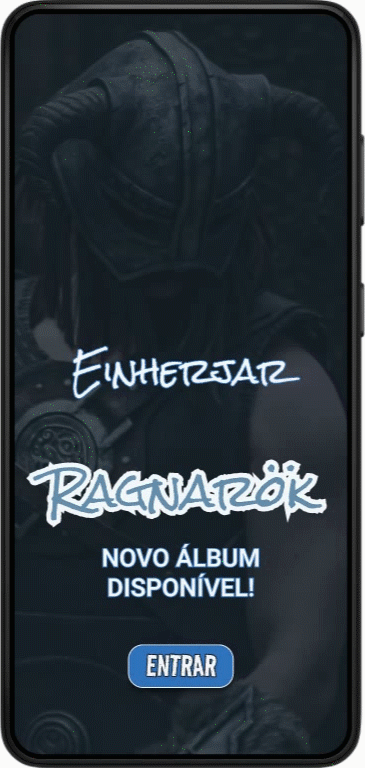 Einherjar
Ragnarök
NOVO ÁLBUM
DISPONÍVEL!
ENTRAR